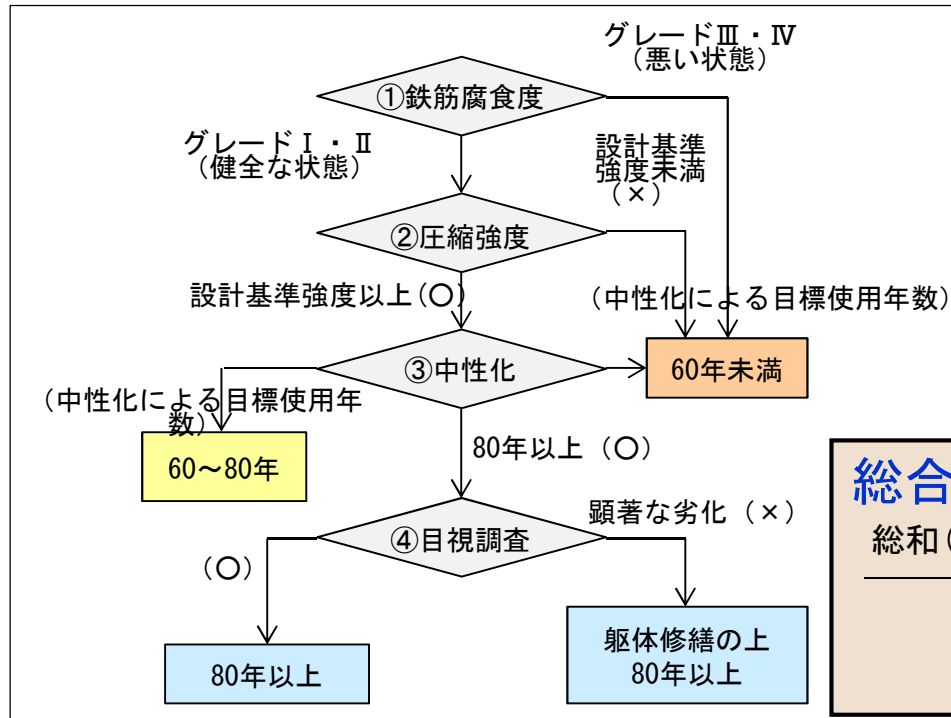 グレードⅢ・Ⅳ
（悪い状態）
①鉄筋腐食度
グレードⅠ・Ⅱ
（健全な状態）
設計基準
強度未満
（×）
②圧縮強度
設計基準強度以上（〇）
（中性化による目標使用年数）
③中性化
60年未満
（中性化による目標使用年
数）
60～80年
80年以上（〇）
顕著な劣化（×）
④目視調査
（〇）
80年以上
躯体修繕の上
80年以上
総合
総和（